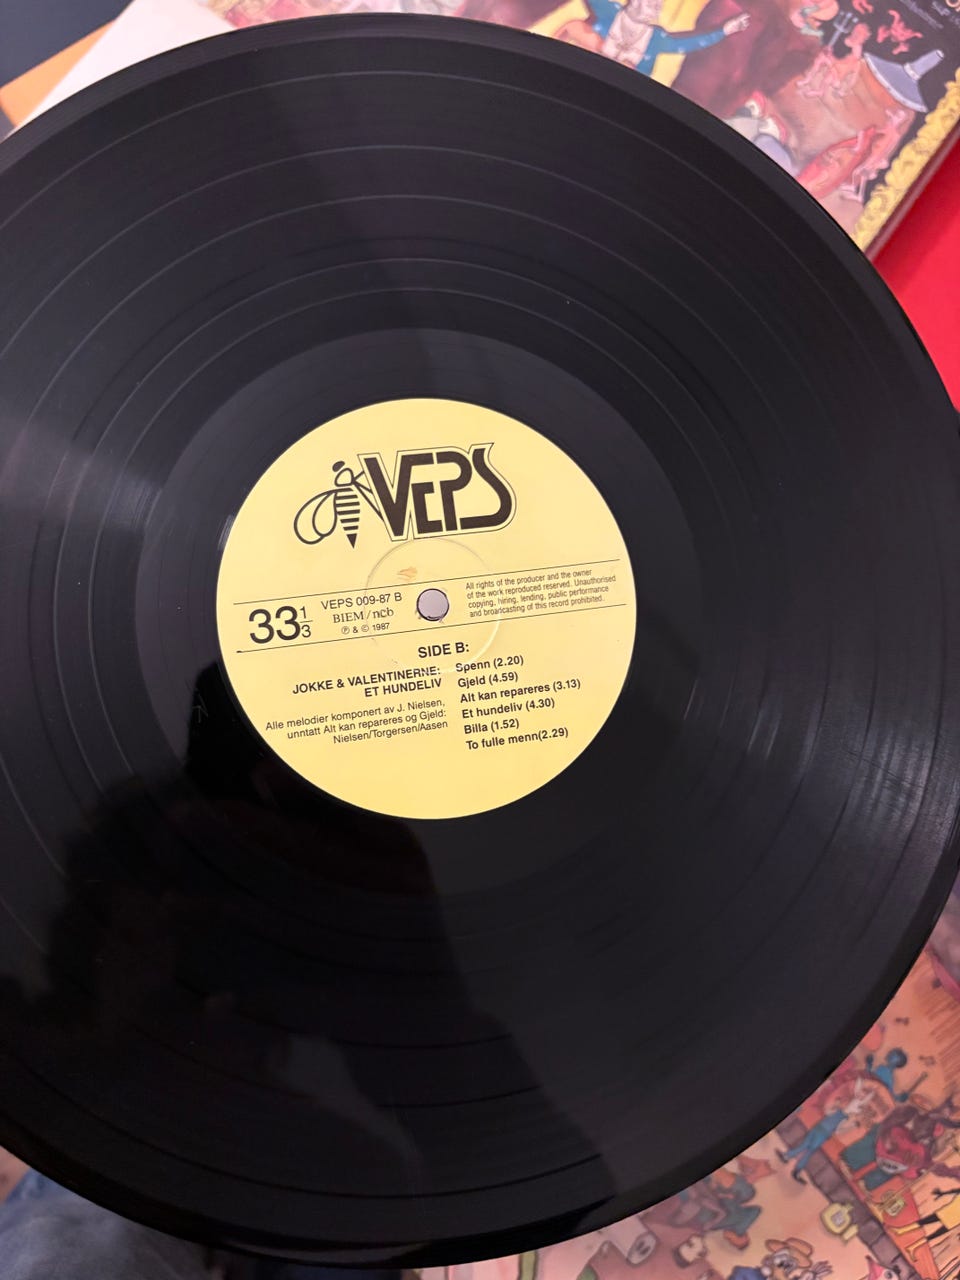 VEPS
33 1/3
VEPS 009-87 B
BIEM/ncb
℗ & © 1987
All rights of the producer and the owner
of the work reproduced reserved. Unauthorised
copying, hiring, lending, public performance
and broadcasting of this record prohibited.
SIDE B:
JOKKE & VALENTINERNE:
ET HUNDELIV
Alle melodier komponert av J. Nielsen,
unntatt Alt kan repareres og Gjeld:
Nielsen/Torgersen/Aasen
Spenn (2.20)
Gjeld (4.59)
Alt kan repareres (3.13)
Et hundeliv (4.30)
Billa (1.52)
To fulle menn(2.29)